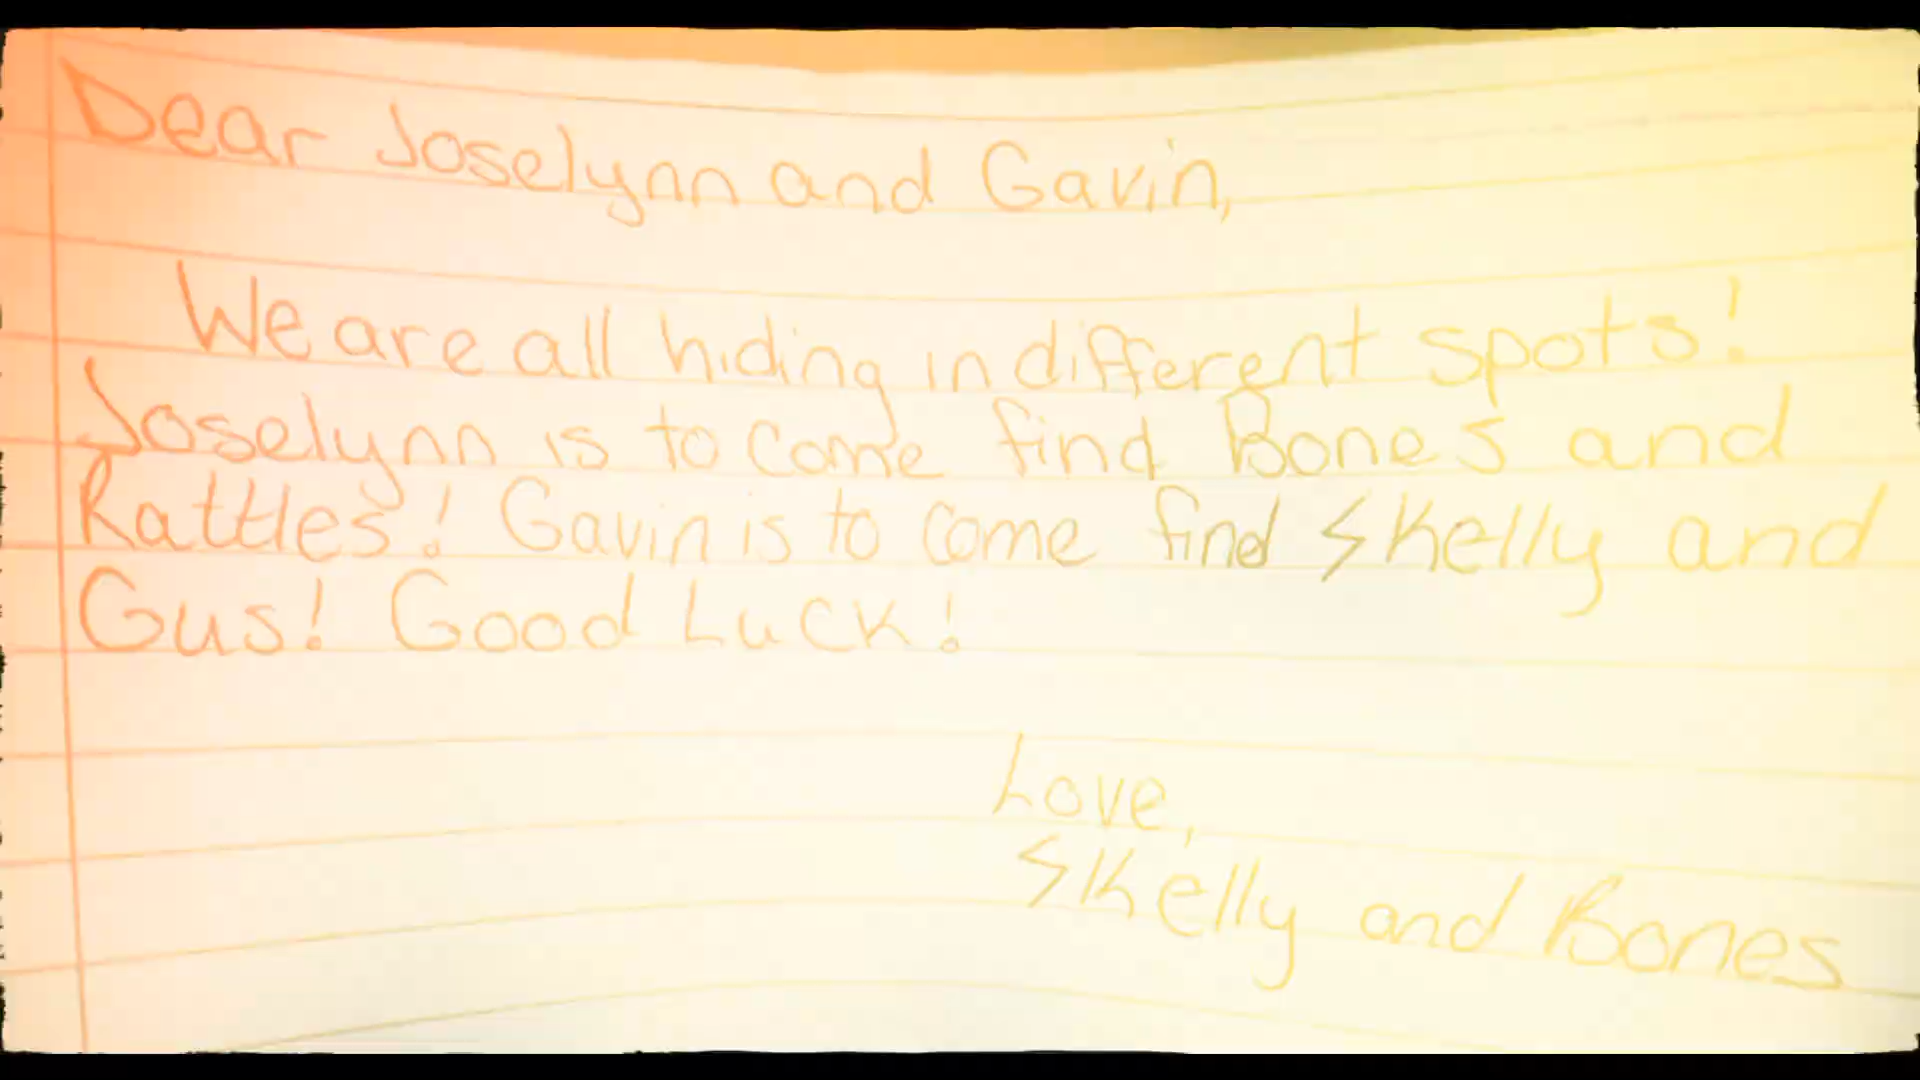 Dear Joselynn and Gavin,
We are all hiding in different spots!
Joselynn is to come find Bones and
Rattles! Gavin is to come find Skelly and
Gus! Good Luck!
Love,
Skelly and Bones